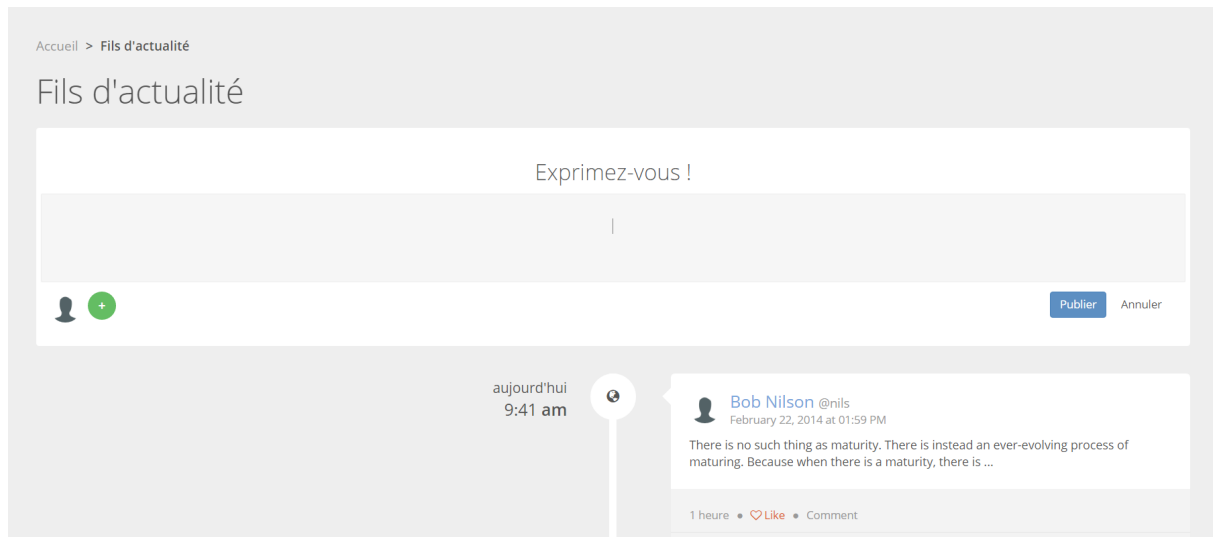 Accueil > Fils d'actualité
Fils d'actualité
Exprimez-vous !
+
Publier Annuler
aujourd'hui
9:41 am
Bob Nilson @nils
February 22, 2014 at 01:59 PM
There is no such thing as maturity. There is instead an ever-evolving process of
maturing. Because when there is a maturity, there is ...
1 heure • Like • Comment